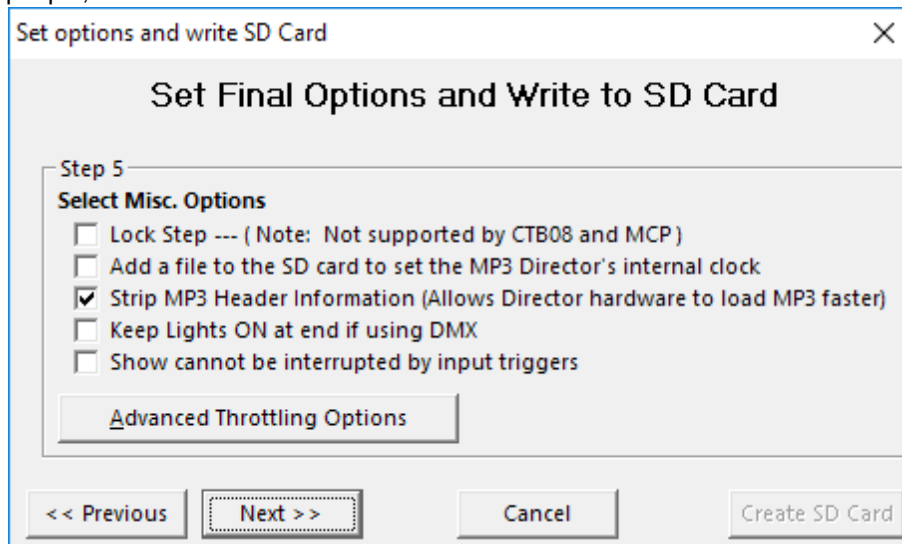 Set options and write SD Card
Set Final Options and Write to SD Card
Step 5
Select Misc. Options
Lock Step --- ( Note: Not supported by CTB08 and MCP )
Add a file to the SD card to set the MP3 Director's internal clock
Strip MP3 Header Information (Allows Director hardware to load MP3 faster)
Keep Lights ON at end if using DMX
Show cannot be interrupted by input triggers
Advanced Throttling Options
<< Previous Next >> Cancel Create SD Card